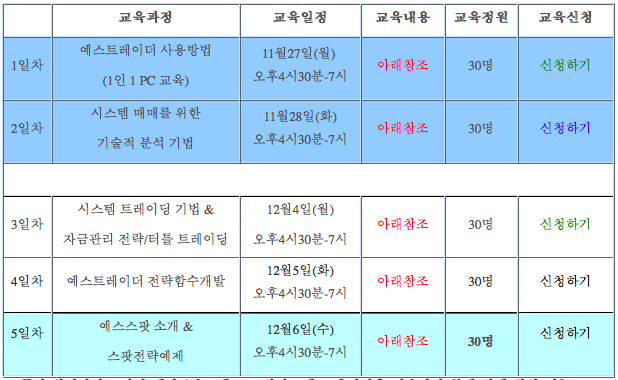 교육과정 교육일정 교육내용 교육정원 교육신청
1일차 예스트레이더 사용방법 11월27일(월) 아래참조 30명 신청하기
(1인 1 PC 교육) 오후4시30분-7시
2일차 시스템 매매를 위한 11월28일(화) 아래참조 30명 신청하기
기술적 분석 기법 오후4시30분-7시
3일차 시스템 트레이딩 기법 & 12월4일(월) 아래참조 30명 신청하기
자금관리 전략/터틀 트레이딩 오후4시30분-7시
4일차 예스트레이더 전략함수개발 12월5일(화) 아래참조 30명 신청하기
오후4시30분-7시
5일차 예스스팟 소개 & 12월6일(수) 아래참조 30명 신청하기
스팟전략예제 오후4시30분-7시